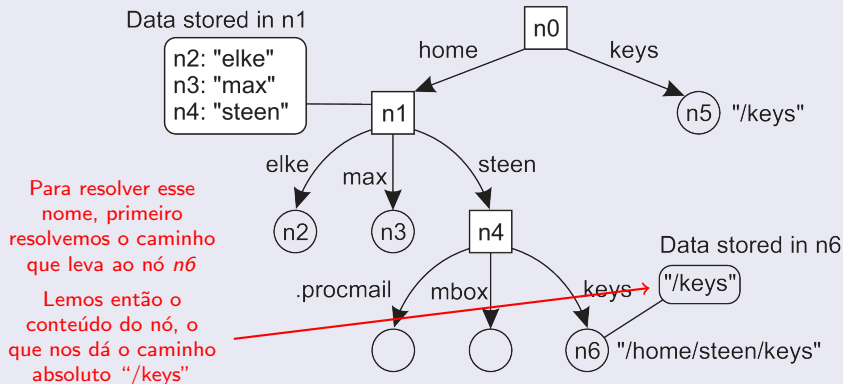 Data stored in n1
n0
n2: "elke"
n3: "max"
n4: "steen"
home
keys
n1
n5
"/keys"
elke
max
steen
Para resolver esse
nome, primeiro
resolvemos o caminho
que leva ao nó n6
n2
n3
n4
Data stored in n6
"/keys"
.procmail
mbox
keys
Lemos então o
conteúdo do nó, o
que nos dá o caminho
absoluto “/keys”
n6
"/home/steen/keys"